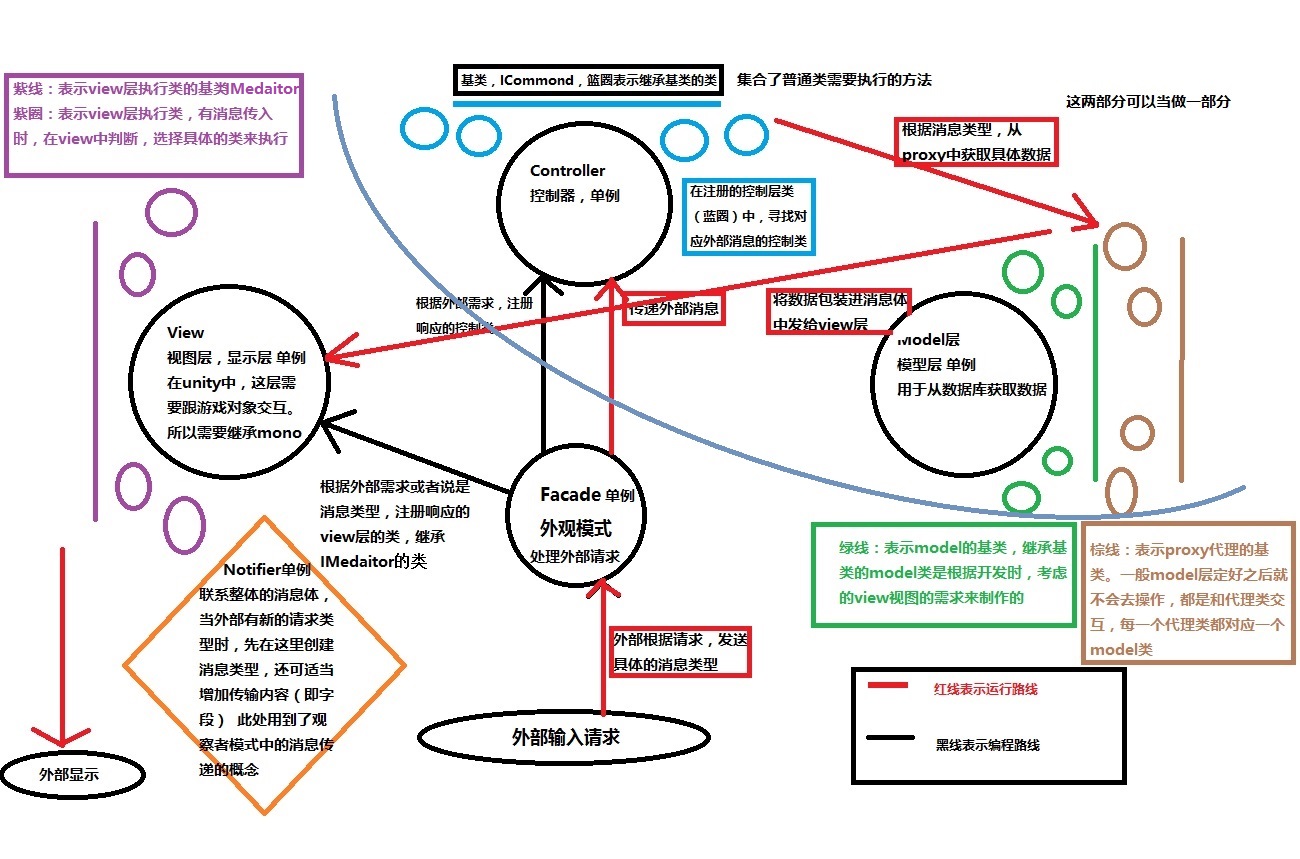 基类，ICommond，蓝圈表示继承基类的类
集合了普通类需要执行的方法
这两部分可以当做一部分
紫线：表示view层执行类的基类IMedaitor
紫圈：表示view层执行类，有消息传入
时，在view中判断，选择具体的类来执行
根据消息类型，从
proxy中获取具体数据
Controller
控制器，单例
在注册的控制层类
（蓝圈）中，寻找对
应外部消息的控制类
根据外部需求，注册
响应的控制类
传递外部消息
将数据包装进消息体
中发给view层
View
视图层，显示层 单例
在unity中，这层需
要跟游戏对象交互。
所以需要继承mono
Model层
模型层 单例
用于从数据库获取数据
根据外部需求或者说是
消息类型，注册响应的
view层的类，继承
IMedaitor的类
Facade 单例
外观模式
处理外部请求
Notifier单例
联系整体的消息体，
当外部有新的请求类
型时，先在这里创建
消息类型，还可适当
增加传输内容（即字
段） 此处用到了观
察者模式中的消息传
递的概念
绿线：表示model的基类，继承基
类的model类是根据开发时，考虑
的view视图的需求来制作的
棕线：表示proxy代理的基
类。一般model层定好之后就
不会去操作，都是和代理类交
互，每一个代理类都对应一个
model类
外部根据请求，发送
具体的消息类型
红线表示运行路线
黑线表示编程路线
外部输入请求
外部显示